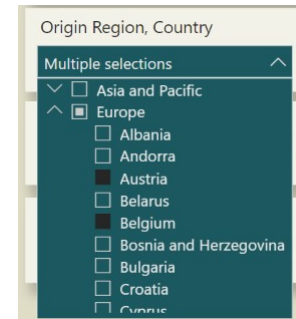 Origin Region, Country
Multiple selections
Asia and Pacific
Europe
Albania
Andorra
Austria
Belarus
Belgium
Bosnia and Herzegovina
Bulgaria
Croatia
Cyprus